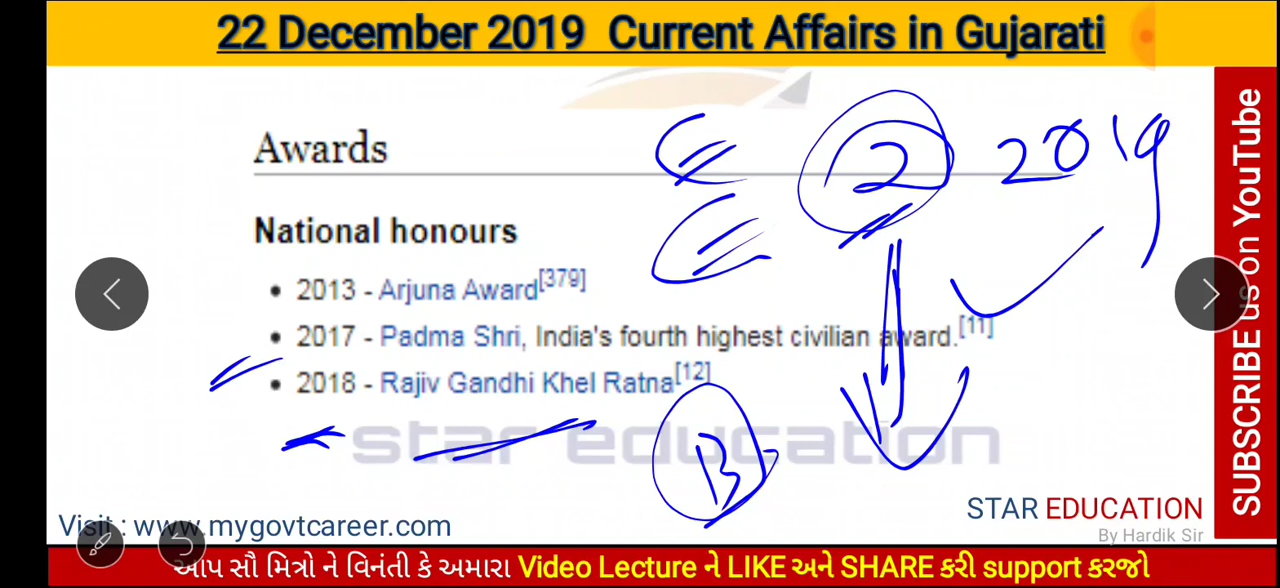 22 December 2019 Current Affairs in Gujarati
Awards
2 2019
National honours
• 2013 - Arjuna Award[379]
• 2017 - Padma Shri, India's fourth highest civilian award.[11]
• 2018 - Rajiv Gandhi Khel Ratna[12]
star education
B
STAR EDUCATION
By Hardik Sir
Visit : www.mygovtcareer.com
આપ સૌ મિત્રો ને વિનંતી કે અમારા Video Lecture ને LIKE અને SHARE કરી support કરજો
SUBSCRIBE us on YouTube